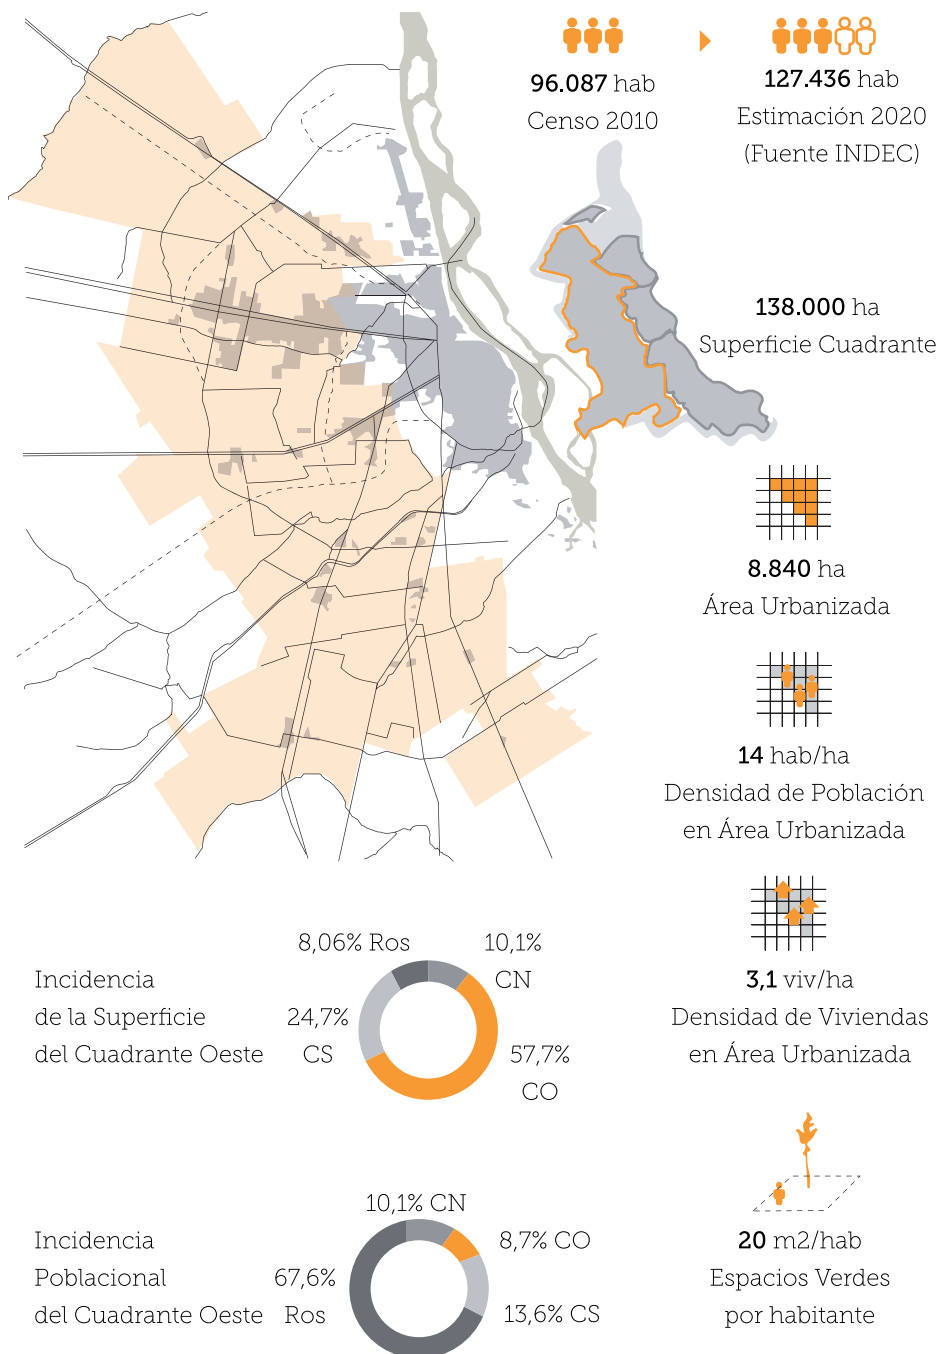 96.087 hab
Censo 2010
127.436 hab
Estimación 2020
(Fuente INDEC)
138.000 ha
Superficie Cuadrante
8.840 ha
Área Urbanizada
14 hab/ha
Densidad de Población
en Área Urbanizada
3,1 viv/ha
Densidad de Viviendas
en Área Urbanizada
20 m2/hab
Espacios Verdes
por habitante
Incidencia
de la Superficie
del Cuadrante Oeste
8,06% Ros
10,1%
CN
24,7%
CS
57,7%
CO
Incidencia
Poblacional
del Cuadrante Oeste
10,1% CN
8,7% CO
67,6%
Ros
13,6% CS